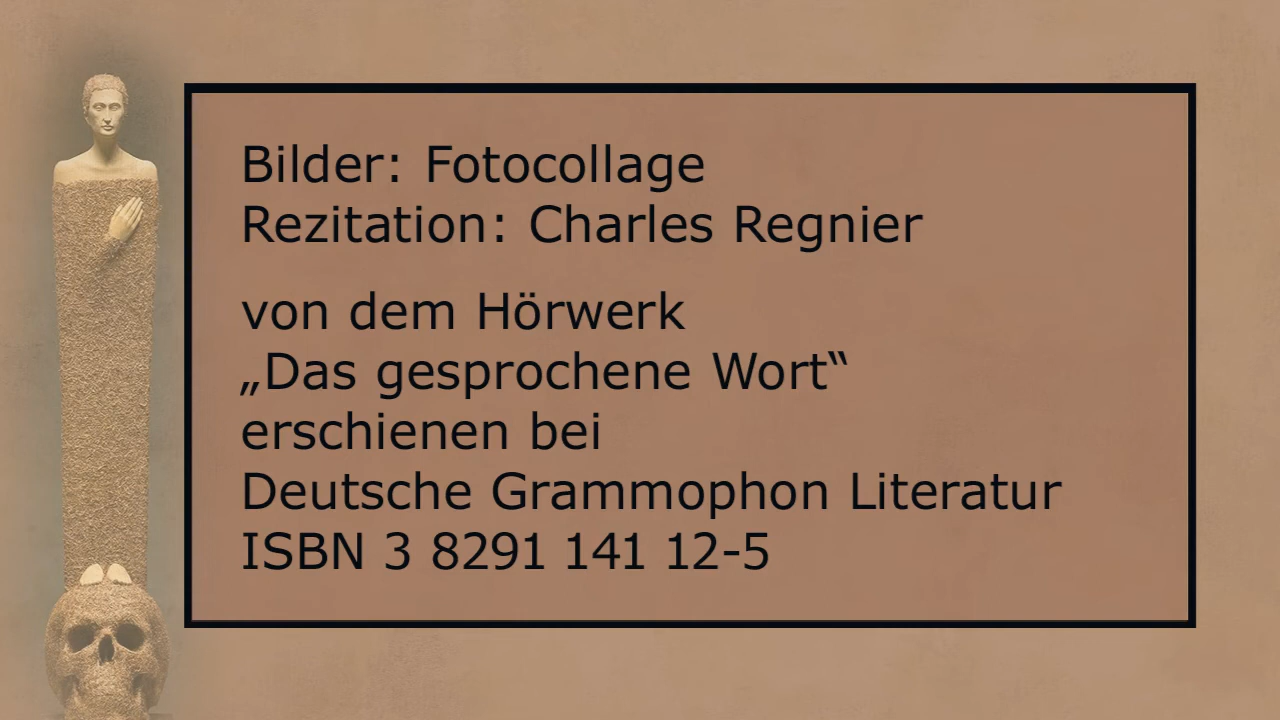 Bilder: Fotocollage
Rezitation: Charles Regnier
von dem Hörwerk
„Das gesprochene Wort“
erschienen bei
Deutsche Grammophon Literatur
ISBN 3 8291 141 12-5